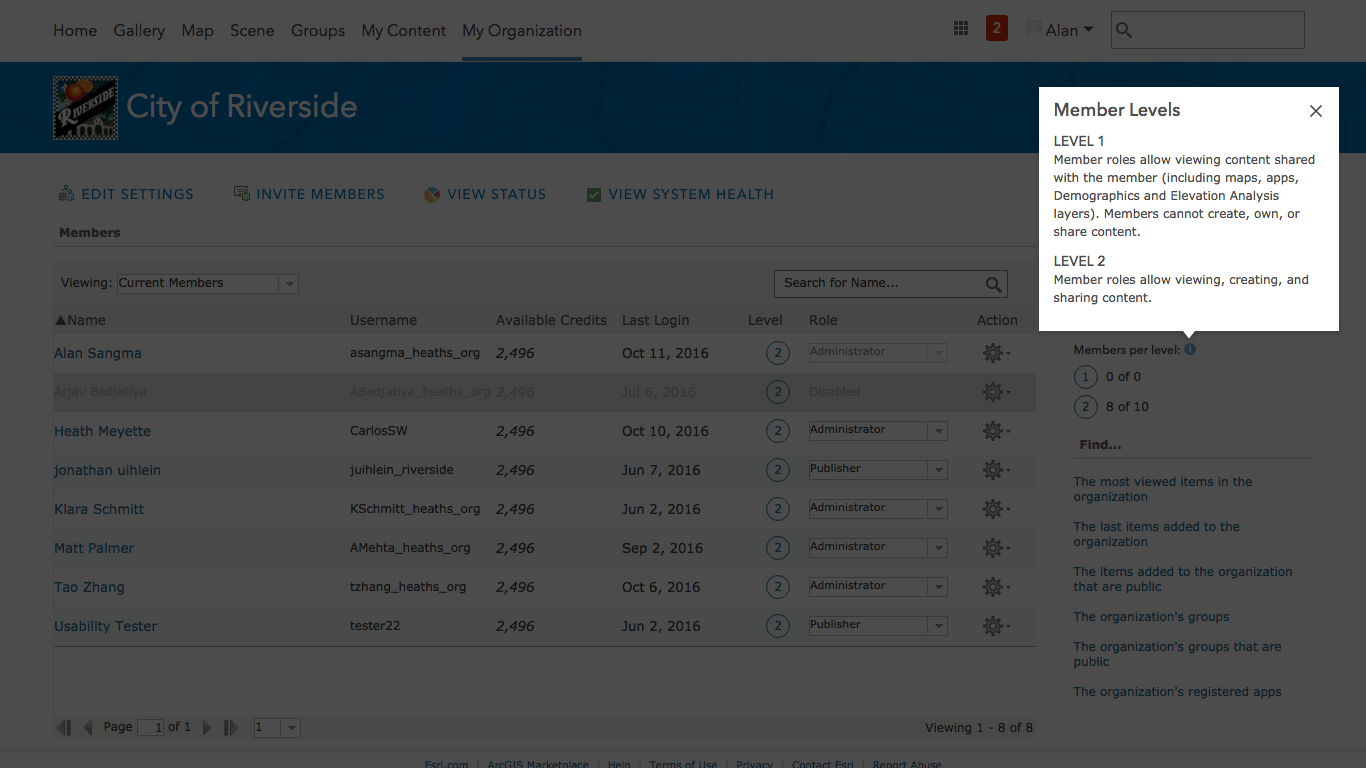 Home Gallery Map Scene Groups My Content My Organization 2 Alan
RIVERSIDE
City of Riverside
EDIT SETTINGS INVITE MEMBERS VIEW STATUS VIEW SYSTEM HEALTH
Members
Viewing: Current Members Search for Name...
Name Username Available Credits Last Login Level Role Action
Alan Sangma asangma_heaths_org 2,496 Oct 11, 2016 2 Administrator
Arjav Badjatiya ABadjatiya_heaths_org 2,496 Jul 6, 2016 2 Disabled
Heath Meyette CarlosSW 2,496 Oct 10, 2016 2 Administrator
jonathan uihlein juihlein_riverside 2,496 Jun 7, 2016 2 Publisher
Klara Schmitt KSchmitt_heaths_org 2,496 Jun 2, 2016 2 Administrator
Matt Palmer AMehta_heaths_org 2,496 Sep 2, 2016 2 Administrator
Tao Zhang tzhang_heaths_org 2,496 Oct 6, 2016 2 Administrator
Usability Tester tester22 2,496 Jun 2, 2016 2 Publisher
Page 1 of 1 1 Viewing 1 - 8 of 8
Member Levels
LEVEL 1
Member roles allow viewing content shared
with the member (including maps, apps,
Demographics and Elevation Analysis
layers). Members cannot create, own, or
share content.
LEVEL 2
Member roles allow viewing, creating, and
sharing content.
Members per level:
1 0 of 0
2 8 of 10
Find...
The most viewed items in the
organization
The last items added to the
organization
The items added to the organization
that are public
The organization's groups
The organization's groups that are
public
The organization's registered apps
Esri.com | ArcGIS Marketplace | Help | Terms of Use | Privacy | Contact Esri | Report Abuse